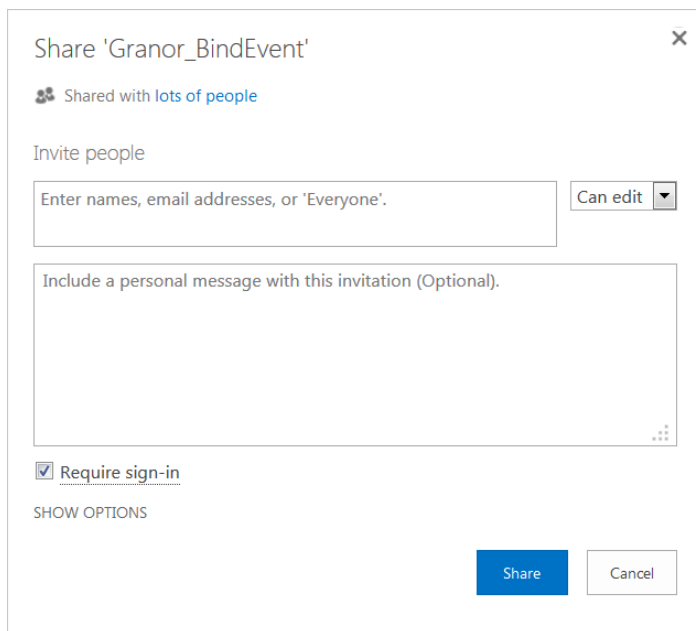 Share 'Granor_BindEvent'
Shared with lots of people
Invite people
Enter names, email addresses, or 'Everyone'.
Can edit
Include a personal message with this invitation (Optional).
Require sign-in
SHOW OPTIONS
Share
Cancel